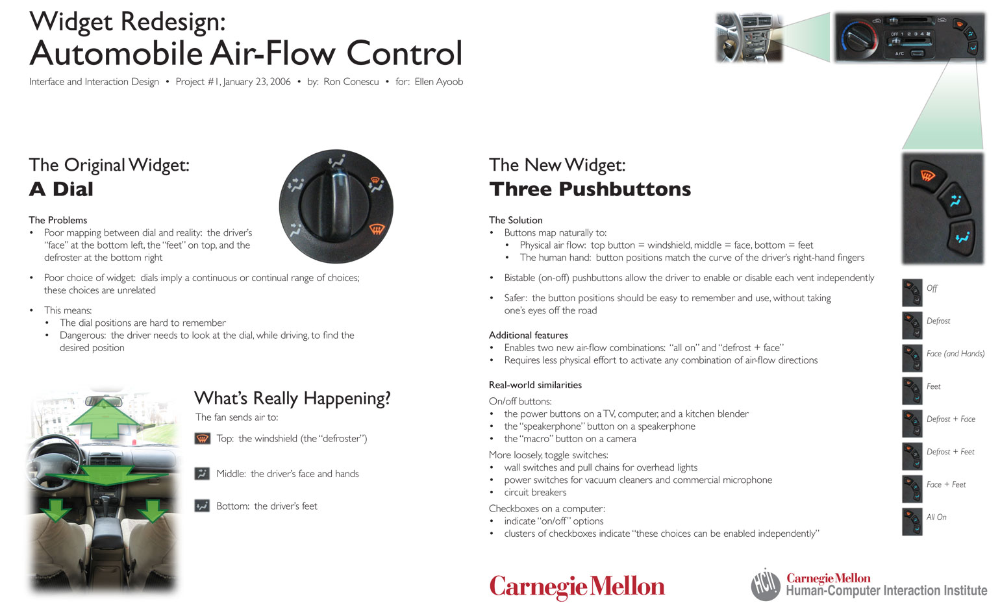 Widget Redesign:
Automobile Air-Flow Control
Interface and Interaction Design • Project #1, January 23, 2006 • by: Ron Conescu • for: Ellen Ayoob
OFF 1 2 3 4
A/C
The Original Widget:
A Dial
The Problems
• Poor mapping between dial and reality: the driver's
"face" at the bottom left, the "feet" on top, and the
defroster at the bottom right
• Poor choice of widget: dials imply a continuous or continual range of choices;
these choices are unrelated
• This means:
• The dial positions are hard to remember
• Dangerous: the driver needs to look at the dial, while driving, to find the
desired position
What's Really Happening?
The fan sends air to:
Top: the windshield (the "defroster")
Middle: the driver's face and hands
Bottom: the driver's feet
The New Widget:
Three Pushbuttons
The Solution
• Buttons map naturally to:
• Physical air flow: top button = windshield, middle = face, bottom = feet
• The human hand: button positions match the curve of the driver's right-hand fingers
• Bistable (on-off) pushbuttons allow the driver to enable or disable each vent independently
• Safer: the button positions should be easy to remember and use, without taking
one's eyes off the road
Additional features
• Enables two new air-flow combinations: "all on" and "defrost + face"
• Requires less physical effort to activate any combination of air-flow directions
Real-world similarities
On/off buttons:
• the power buttons on a TV, computer, and a kitchen blender
• the "speakerphone" button on a speakerphone
• the "macro" button on a camera
More loosely, toggle switches:
• wall switches and pull chains for overhead lights
• power switches for vacuum cleaners and commercial microphone
• circuit breakers
Checkboxes on a computer:
• indicate "on/off" options
• clusters of checkboxes indicate "these choices can be enabled independently"
Off
Defrost
Face (and Hands)
Feet
Defrost + Face
Defrost + Feet
Face + Feet
All On
Carnegie Mellon
HCII
Carnegie Mellon
Human-Computer Interaction Institute